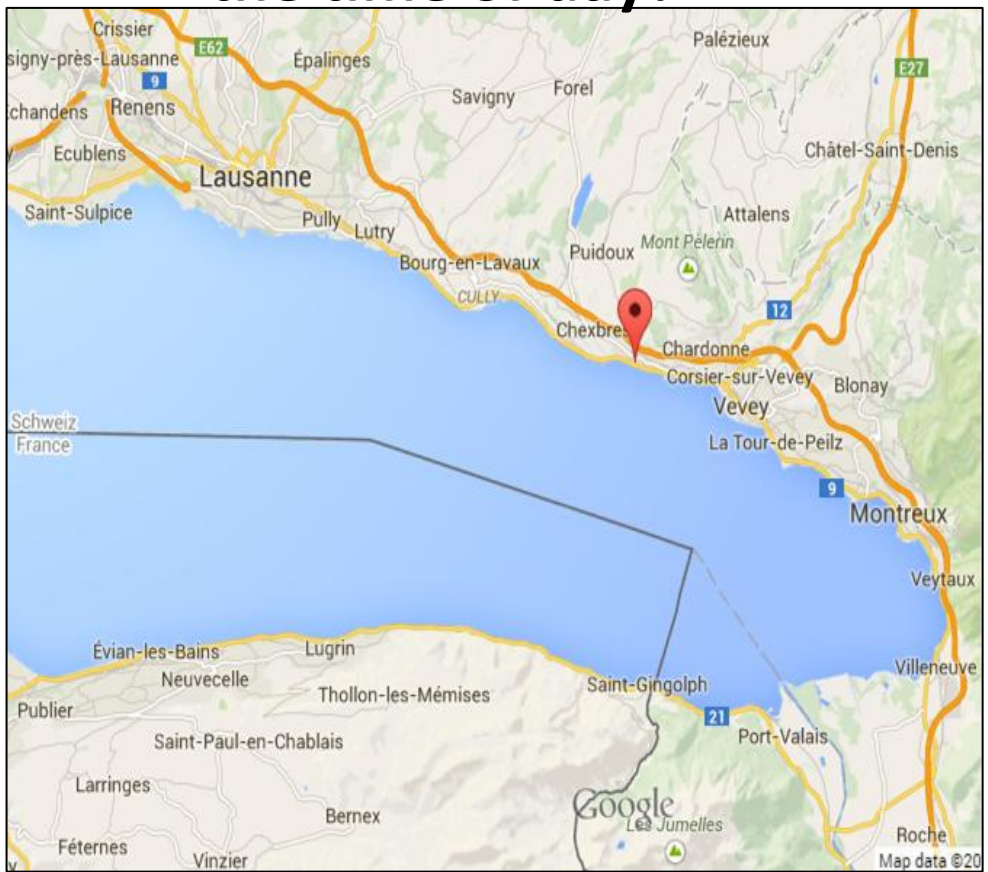 the time of day?
Crissier
E62
Palézieux
signy-près-Lausanne
Épalinges
E27
9
Savigny
Forel
chandens
Renens
Ecublens
Châtel-Saint-Denis
Lausanne
Saint-Sulpice
Pully
Lutry
Attalens
Puidoux
Mont Pèlerin
Bourg-en-Lavaux
CULLY
12
Chexbres
Chardonne
Corsier-sur-Vevey
Blonay
Vevey
Schweiz
France
La Tour-de-Peilz
9
Montreux
Veytaux
Évian-les-Bains
Lugrin
Neuvecelle
Villeneuve
Thollon-les-Mémises
Saint-Gingolph
Publier
21
Port-Valais
Saint-Paul-en-Chablais
Larringes
Bernex
Google
Les Jumelles
Féternes
Vinzier
Roche
Map data ©20